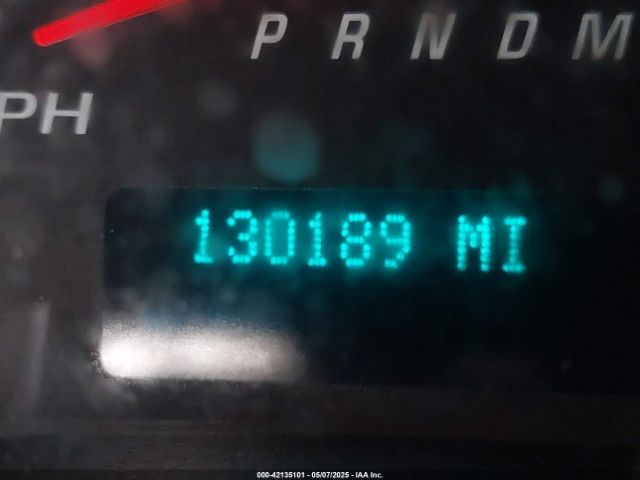 P R N D M
PH
130189 MI
000-42135101 - 05/07/2025 - IAA Inc.